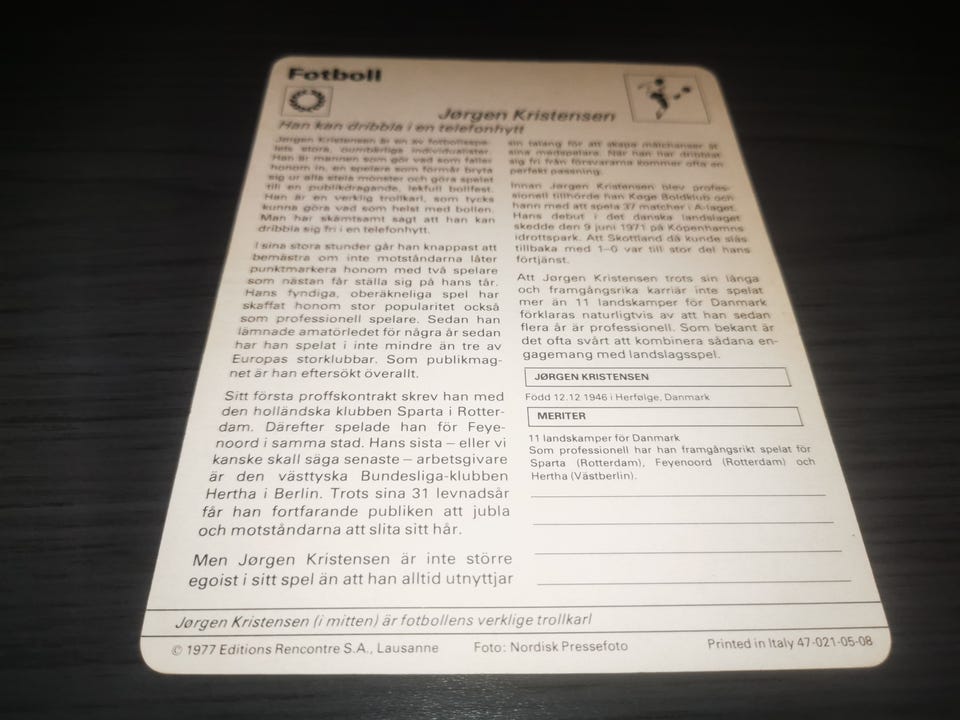 Fotboll
Jørgen Kristensen
Han kan dribbla i en telefonhytt
Jørgen Kristensen är en av fotbollsspe-
lets stora, oumbärliga individualister.
Han är mannen som gör vad som faller
honom in, en spelare som förmår bryta
sig ur alla stela mönster och göra spelet
till en publikdragande, lekfull bollfest.
Han är en verklig trollkarl, som tycks
kunna göra vad som helst med bollen.
Man har skämtsamt sagt att han kan
dribbla sig fri i en telefonhytt.
I sina stora stunder går han knappast att
bemästra om inte motståndarna låter
punktmarkera honom med två spelare
som nästan får ställa sig på hans tår.
Hans fyndiga, oberäkneliga spel har
skaffat honom stor popularitet också
som professionell spelare. Sedan han
lämnade amatörledet för några år sedan
har han spelat i inte mindre än tre av
Europas storklubbar. Som publikmag-
net är han eftersökt överallt.
Sitt första proffskontrakt skrev han med
den holländska klubben Sparta i Rotter-
dam. Därefter spelade han för Feye-
noord i samma stad. Hans sista – eller vi
kanske skall säga senaste – arbetsgivare
är den västtyska Bundesliga-klubben
Hertha i Berlin. Trots sina 31 levnadsår
får han fortfarande publiken att jubla
och motståndarna att slita sitt hår.
Men Jørgen Kristensen är inte större
egoist i sitt spel än att han alltid utnyttjar
sin talang för att skapa målchanser åt
sina medspelare. När han har dribblat
sig fri från försvararna kommer ofta en
perfekt passning.
Innan Jørgen Kristensen blev profes-
sionell tillhörde han Køge Boldklub och
hann med att spela 37 matcher i A-laget.
Hans debut i det danska landslaget
skedde den 9 juni 1971 på Köpenhamns
idrottspark. Att Skottland då kunde slås
tillbaka med 1–0 var till stor del hans
förtjänst.
Att Jørgen Kristensen trots sin långa
och framgångsrika karriär inte spelat
mer än 11 landskamper för Danmark
förklaras naturligtvis av att han sedan
flera år är professionell. Som bekant är
det ofta svårt att kombinera sådana en-
gagemang med landslagsspel.
JØRGEN KRISTENSEN
Född 12.12 1946 i Herfølge, Danmark
MERITER
11 landskamper för Danmark
Som professionell har han framgångsrikt spelat för
Sparta (Rotterdam), Feyenoord (Rotterdam) och
Hertha (Västberlin).
Jørgen Kristensen (i mitten) är fotbollens verklige trollkarl
© 1977 Editions Rencontre S.A., Lausanne Foto: Nordisk Pressefoto Printed in Italy 47-021-05-08